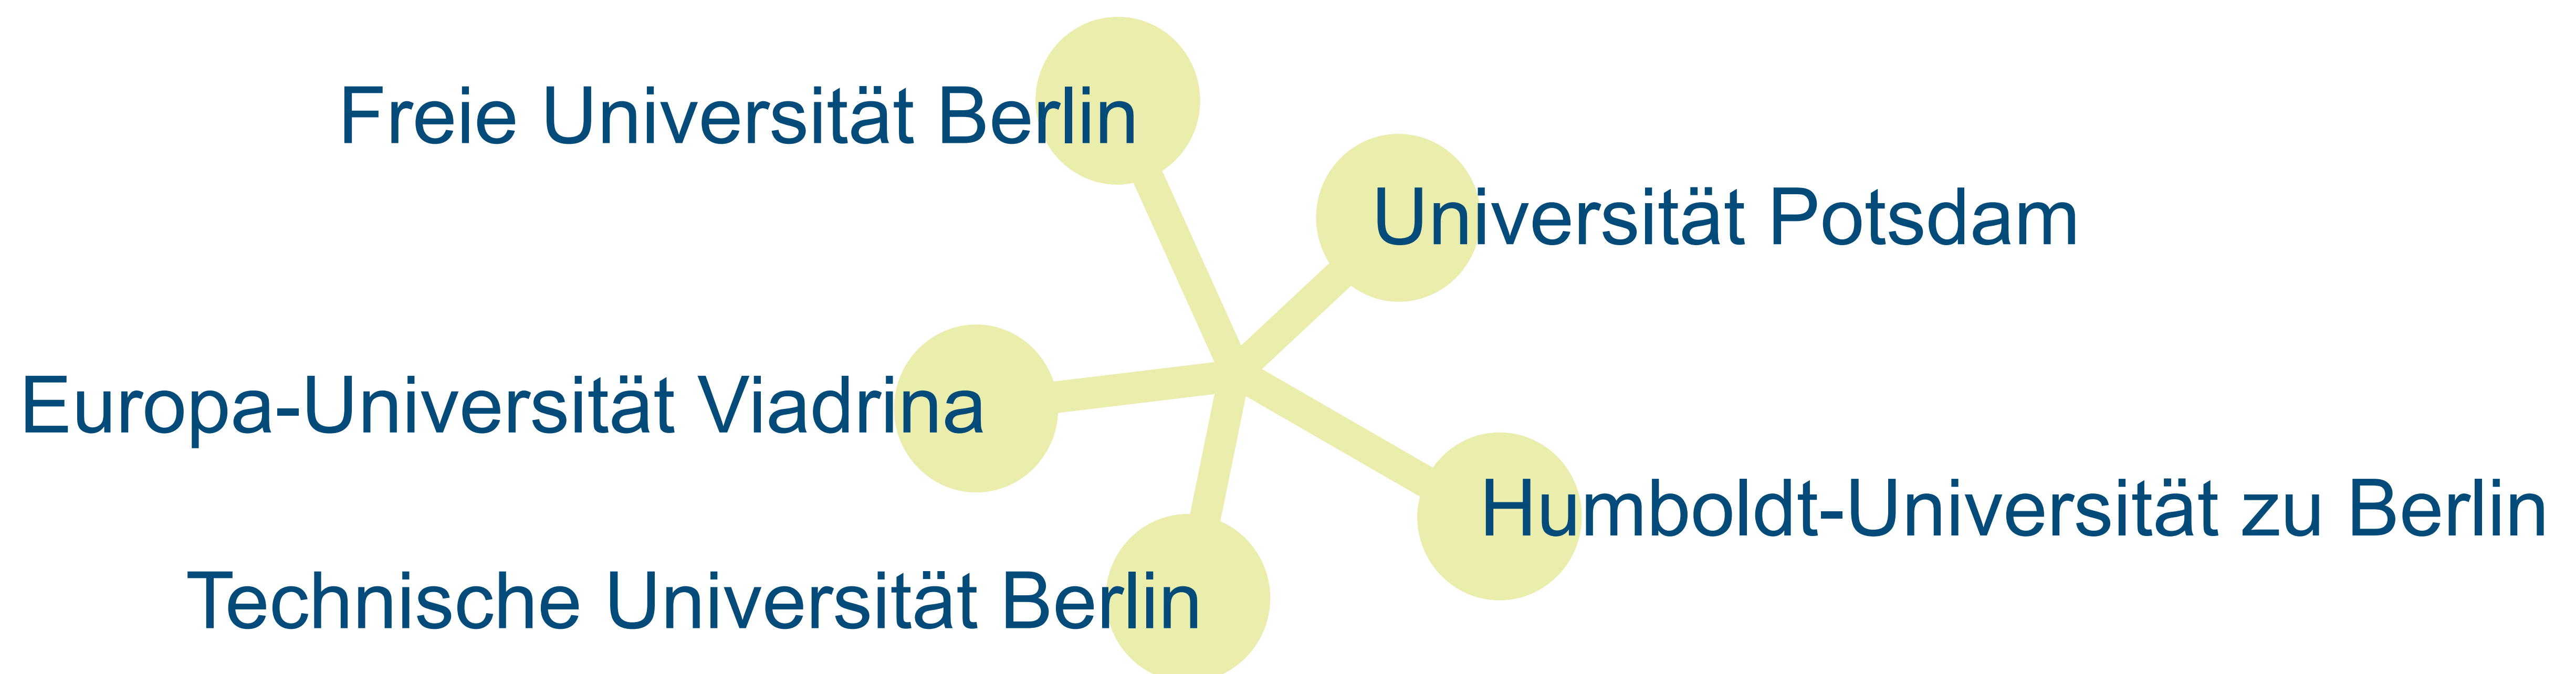 Freie Universität Berlin
Universität Potsdam
Europa-Universität Viadrina
Humboldt-Universität zu Berlin
Technische Universität Berlin